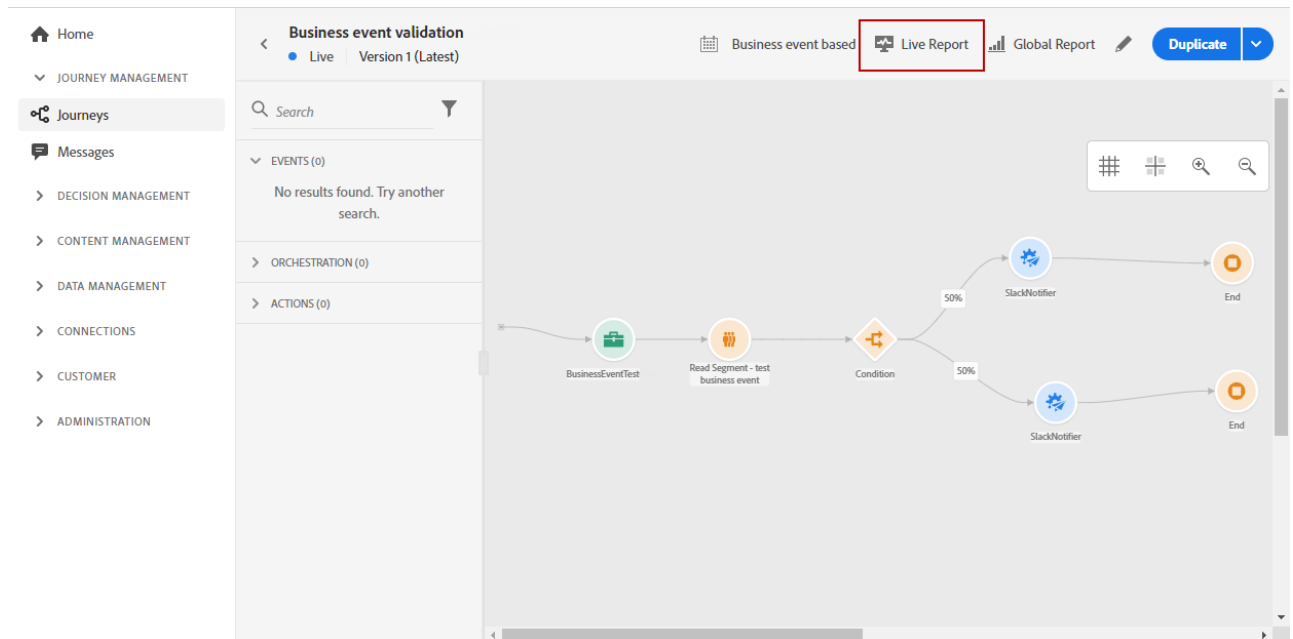 Home
JOURNEY MANAGEMENT
Journeys
Messages
DECISION MANAGEMENT
CONTENT MANAGEMENT
DATA MANAGEMENT
CONNECTIONS
CUSTOMER
ADMINISTRATION
Business event validation
Live
Version 1 (Latest)
Business event based
Live Report
Global Report
Duplicate
Search
EVENTS (0)
No results found. Try another
search.
ORCHESTRATION (0)
ACTIONS (0)
BusinessEventTest
Read Segment - test
business event
Condition
50%
SlackNotifier
End
50%
SlackNotifier
End